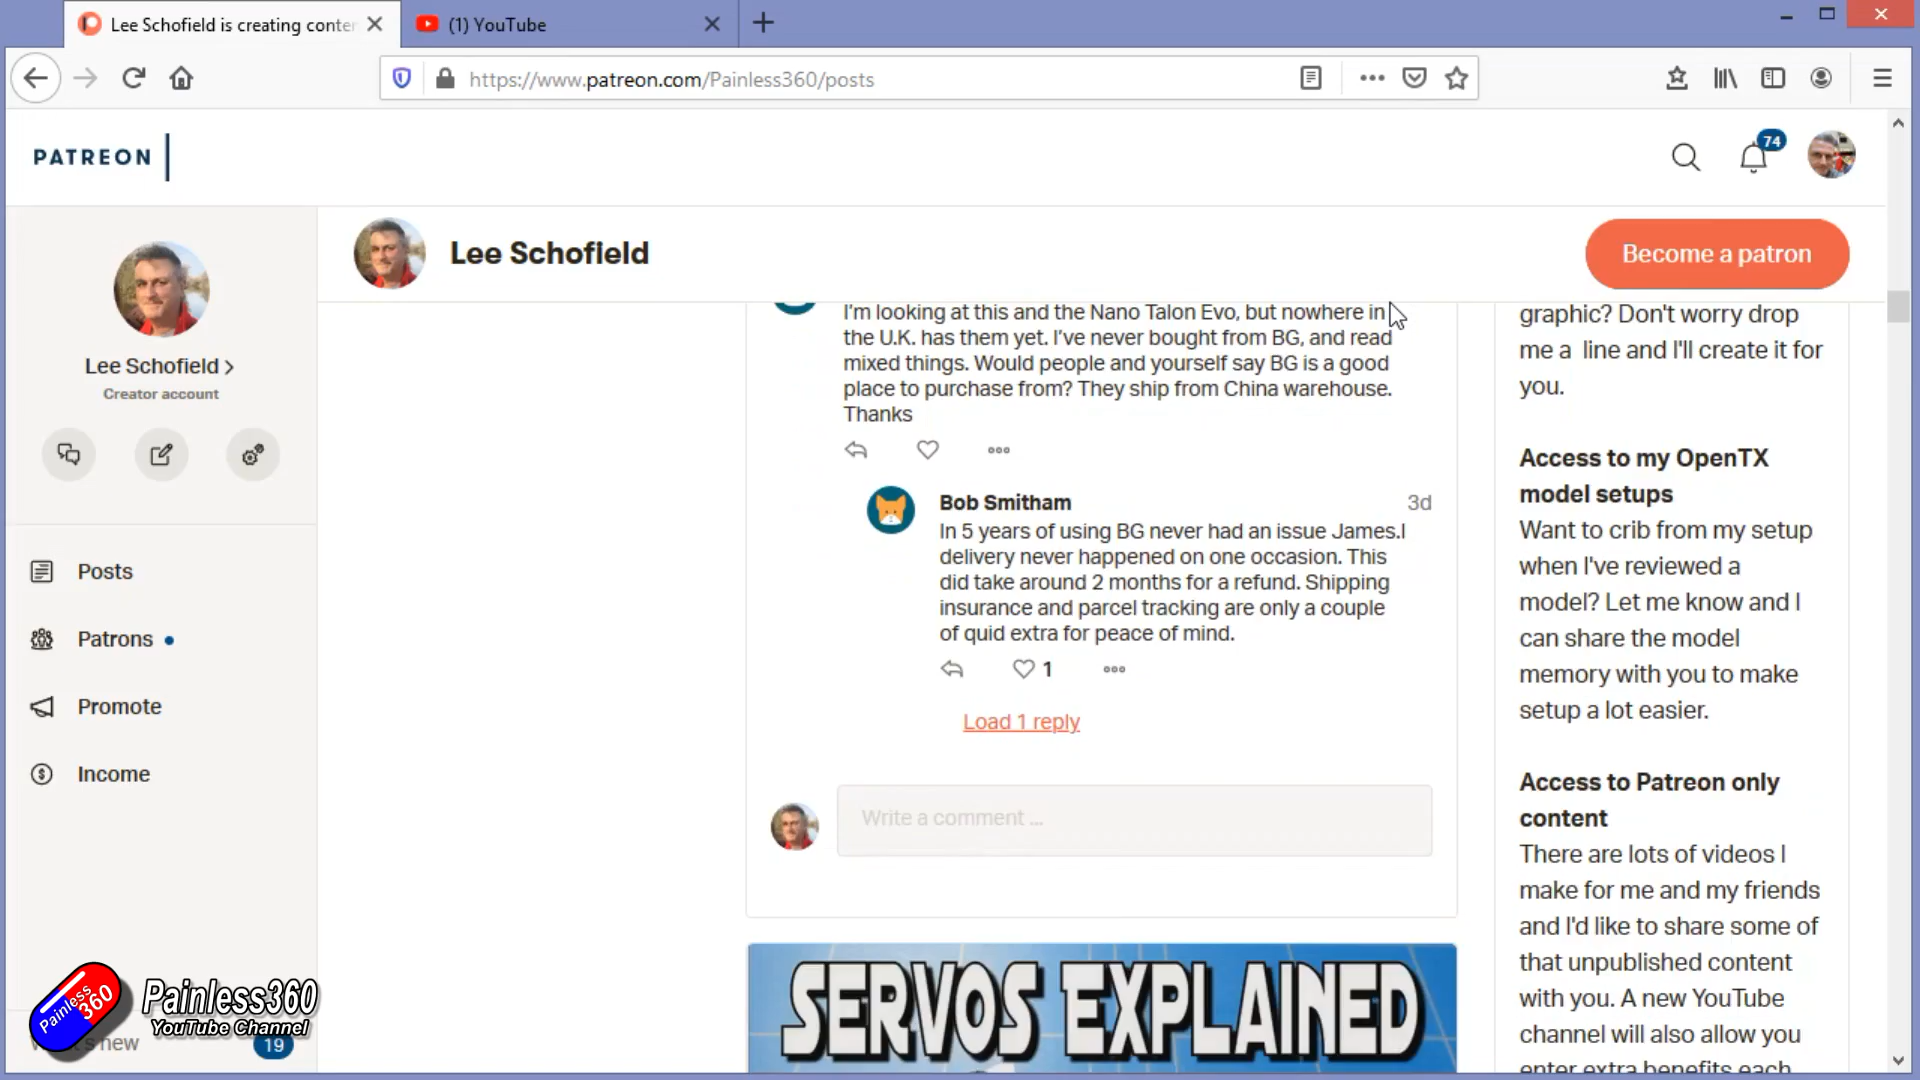 Lee Schofield is creating conter
(1) YouTube
https://www.patreon.com/Painless360/posts
PATREON
74
Lee Schofield
Become a patron
Lee Schofield
Creator account
Posts
Patrons
Promote
Income
I'm looking at this and the Nano Talon Evo, but nowhere in
the U.K. has them yet. I've never bought from BG, and read
mixed things. Would people and yourself say BG is a good
place to purchase from? They ship from China warehouse.
Thanks
Bob Smitham
3d
In 5 years of using BG never had an issue James.I
delivery never happened on one occasion. This
did take around 2 months for a refund. Shipping
insurance and parcel tracking are only a couple
of quid extra for peace of mind.
1
Load 1 reply
Write a comment ...
SERVOS EXPLAINED
graphic? Don't worry drop
me a line and I'll create it for
you.
Access to my OpenTX
model setups
Want to crib from my setup
when I've reviewed a
model? Let me know and I
can share the model
memory with you to make
setup a lot easier.
Access to Patreon only
content
There are lots of videos I
make for me and my friends
and I'd like to share some of
that unpublished content
with you. A new YouTube
channel will also allow you
enter extra benefits each
Painless
360
Painless360
YouTube Channel
new
19